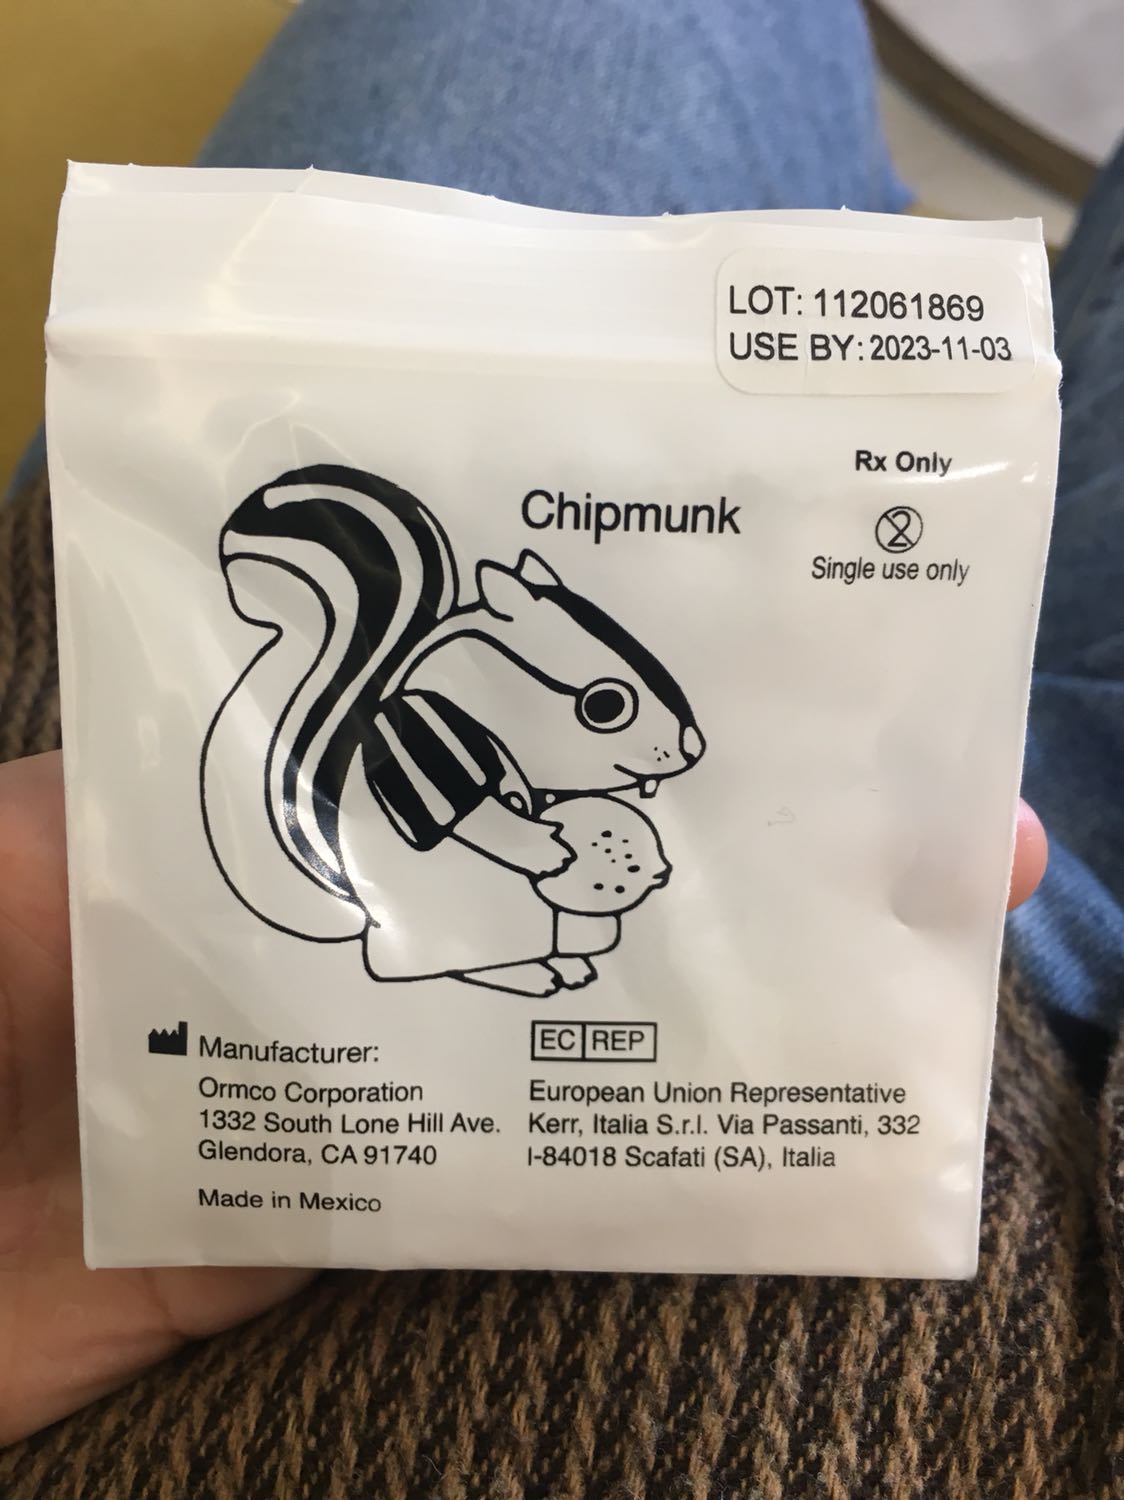 LOT: 112061869
USE BY: 2023-11-03
Rx Only
Chipmunk
2
Single use only
Manufacturer:
Ormco Corporation
1332 South Lone Hill Ave.
Glendora, CA 91740
Made in Mexico
EC REP
European Union Representative
Kerr, Italia S.r.l. Via Passanti, 332
I-84018 Scafati (SA), Italia